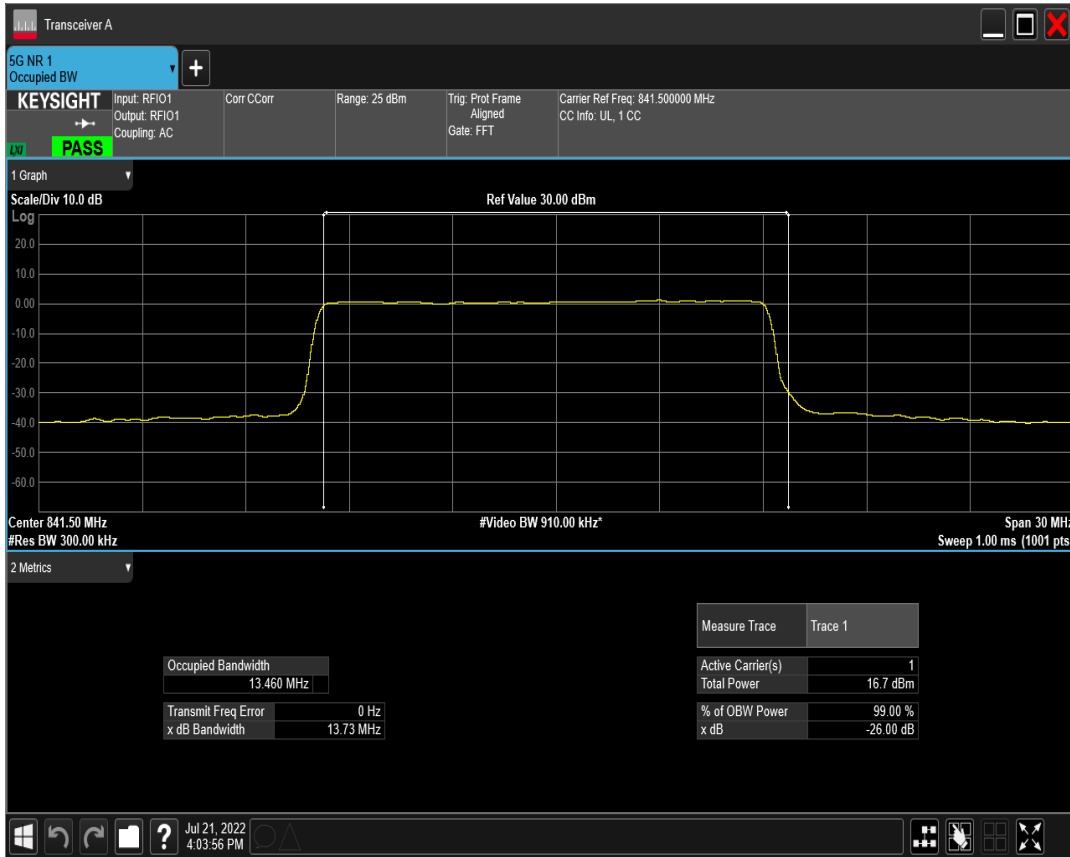 Transceiver A
5G NR 1
Occupied BW
KEYSIGHT
LXI
PASS
Input: RFIO1
Output: RFIO1
Coupling: AC
Corr CCorr
Range: 25 dBm
Trig: Prot Frame
Aligned
Gate: FFT
Carrier Ref Freq: 841.500000 MHz
CC Info: UL, 1 CC
1 Graph
Scale/Div 10.0 dB
Ref Value 30.00 dBm
Log
20.0
10.0
0.00
-10.0
-20.0
-30.0
-40.0
-50.0
-60.0
Center 841.50 MHz
#Video BW 910.00 kHz*
Span 30 MHz
#Res BW 300.00 kHz
Sweep 1.00 ms (1001 pts
2 Metrics
Measure Trace Trace 1
Occupied Bandwidth
13.460 MHz
Active Carrier(s) 1
Total Power 16.7 dBm
Transmit Freq Error 0 Hz
x dB Bandwidth 13.73 MHz
% of OBW Power 99.00 %
x dB -26.00 dB
?
Jul 21, 2022
4:03:56 PM